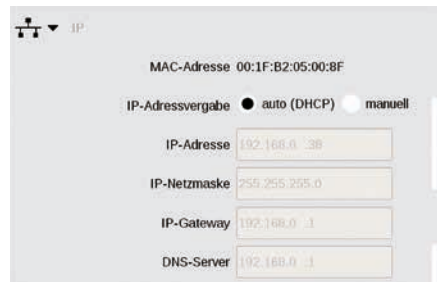 IP
MAC-Adresse 00:1F:B2:05:00:8F
IP-Adressvergabe auto (DHCP) manuell
IP-Adresse 192.168.0 .38
IP-Netzmaske 255.255.255.0
IP-Gateway 192.168.0 .1
DNS-Server 192.168.0 .1